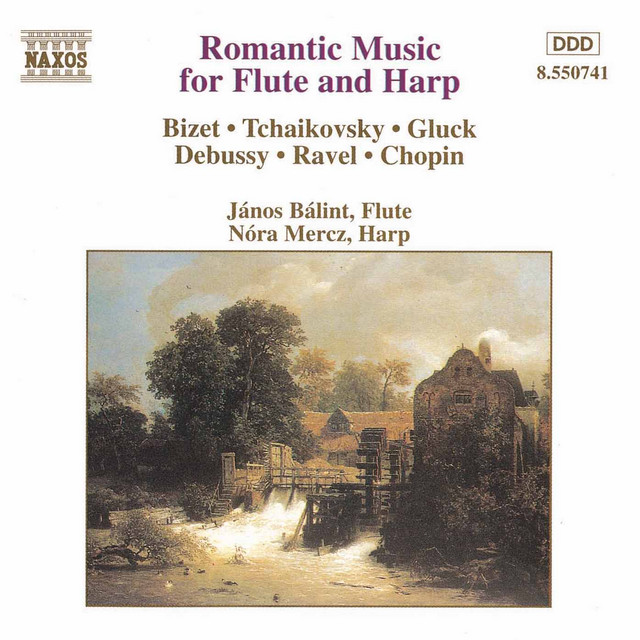 NAXOS
DDD
8.550741
Romantic Music
for Flute and Harp
Bizet • Tchaikovsky • Gluck
Debussy • Ravel • Chopin
János Bálint, Flute
Nóra Mercz, Harp